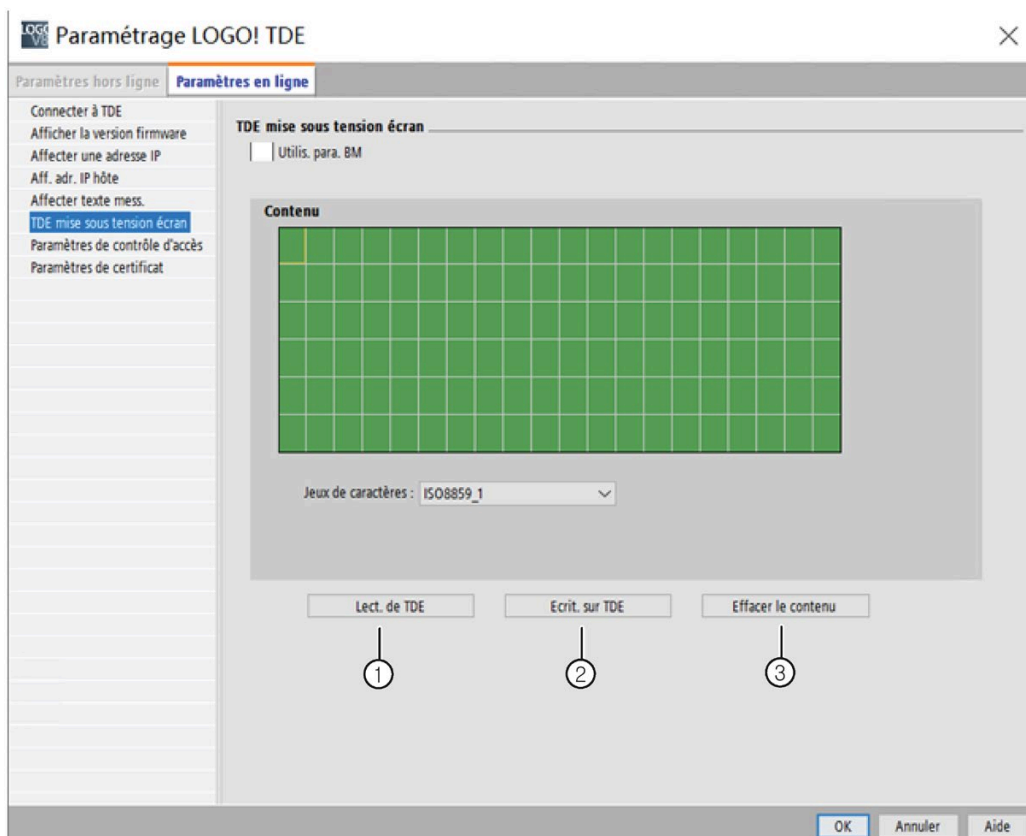 LOGO V8 Paramétrage LOGO! TDE
Paramètres hors ligne Paramètres en ligne
Connecter à TDE
Afficher la version firmware
Affecter une adresse IP
Aff. adr. IP hôte
Affecter texte mess.
TDE mise sous tension écran
Paramètres de contrôle d'accès
Paramètres de certificat
TDE mise sous tension écran
Utilis. para. BM
Contenu
Jeux de caractères : ISO8859_1
Lect. de TDE Ecrit. sur TDE Effacer le contenu
1 2 3
OK Annuler Aide